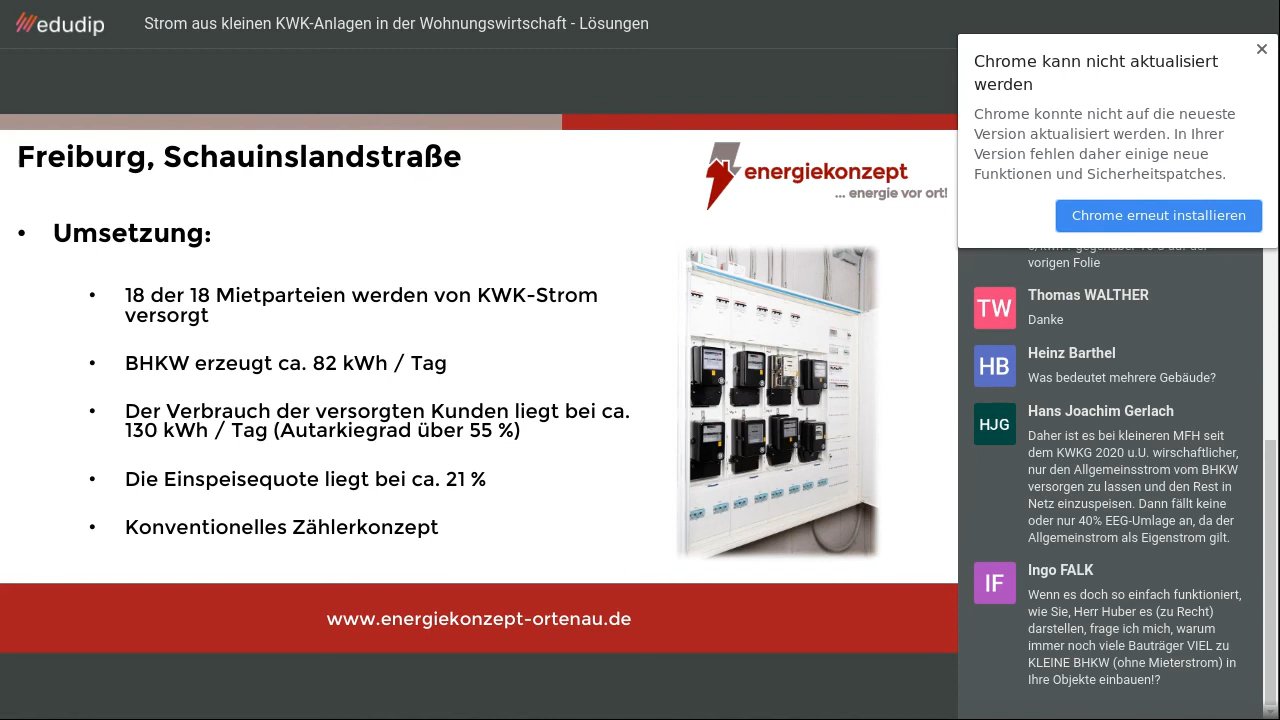 edudip
Strom aus kleinen KWK-Anlagen in der Wohnungswirtschaft - Lösungen
Freiburg, Schauinslandstraße
energiekonzept
... energie vor ort!
• Umsetzung:
• 18 der 18 Mietparteien werden von KWK-Strom
versorgt
• BHKW erzeugt ca. 82 kWh / Tag
• Der Verbrauch der versorgten Kunden liegt bei ca.
130 kWh / Tag (Autarkiegrad über 55 %)
• Die Einspeisequote liegt bei ca. 21 %
• Konventionelles Zählerkonzept
www.energiekonzept-ortenau.de
Chrome kann nicht aktualisiert
werden
Chrome konnte nicht auf die neueste
Version aktualisiert werden. In Ihrer
Version fehlen daher einige neue
Funktionen und Sicherheitspatches.
Chrome erneut installieren
vorigen Folie
TW
Thomas WALTHER
Danke
HB
Heinz Barthel
Was bedeutet mehrere Gebäude?
HJG
Hans Joachim Gerlach
Daher ist es bei kleineren MFH seit
dem KWKG 2020 u.U. wirschaftlicher,
nur den Allgemeinsstrom vom BHKW
versorgen zu lassen und den Rest in
Netz einzuspeisen. Dann fällt keine
oder nur 40% EEG-Umlage an, da der
Allgemeinstrom als Eigenstrom gilt.
IF
Ingo FALK
Wenn es doch so einfach funktioniert,
wie Sie, Herr Huber es (zu Recht)
darstellen, frage ich mich, warum
immer noch viele Bauträger VIEL zu
KLEINE BHKW (ohne Mieterstrom) in
Ihre Objekte einbauen!?